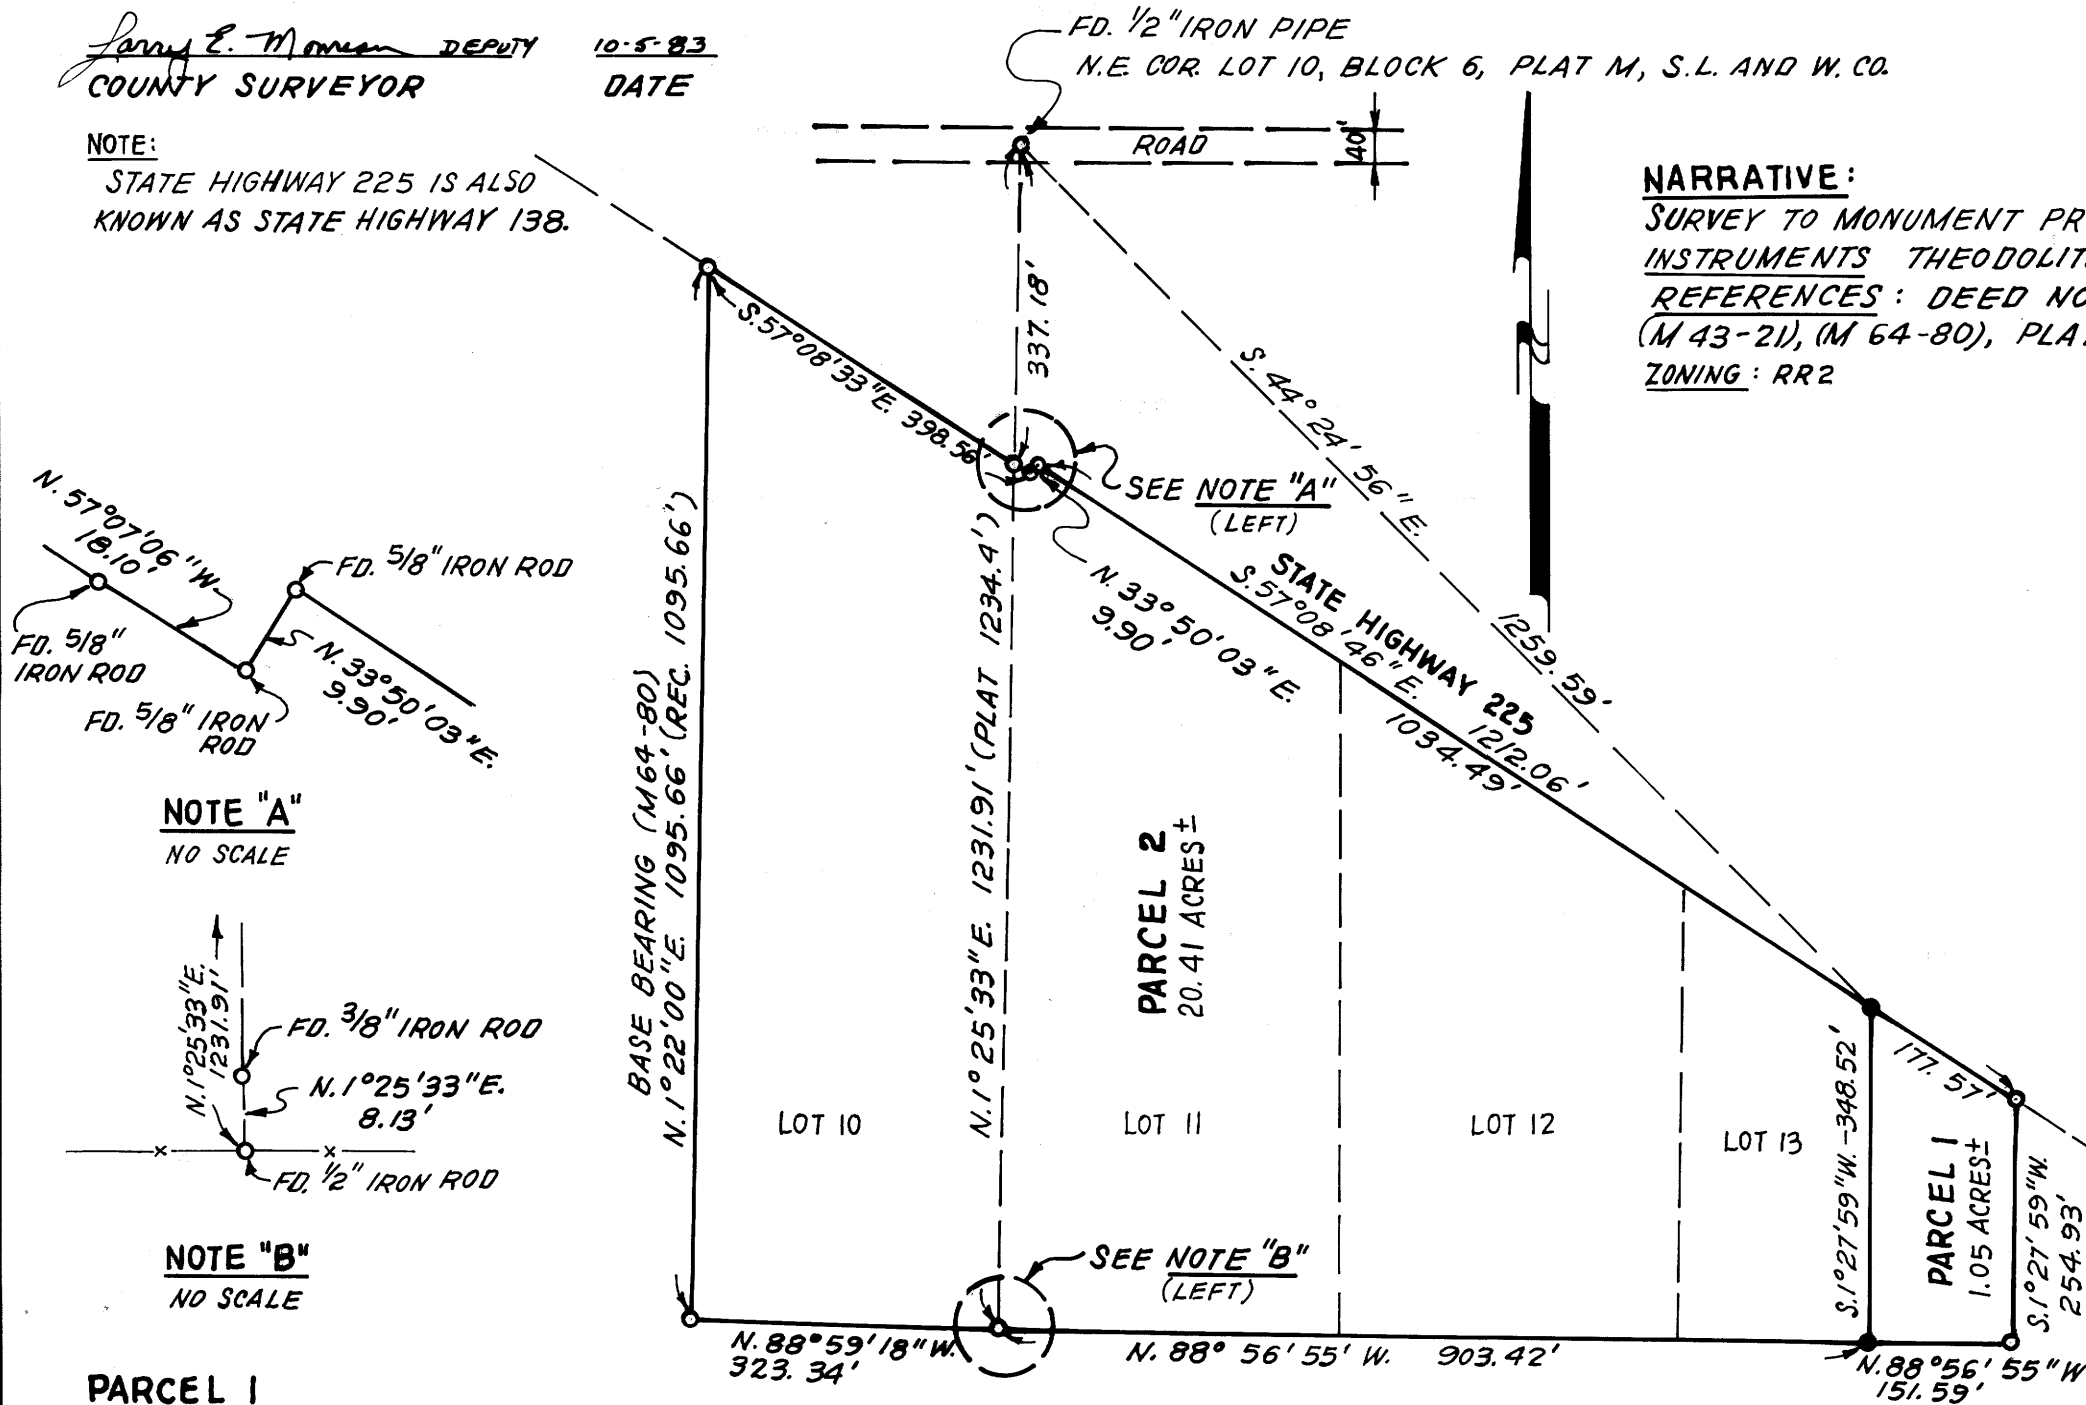 Larry E. DEPUTY 10-5-83
COUNTY SURVEYOR DATE
NOTE:
STATE HIGHWAY 225 IS ALSO
KNOWN AS STATE HIGHWAY 138.
FD. 1/2" IRON PIPE
N.E. COR. LOT 10, BLOCK 6, PLAT M, S.L. AND W. CO.
ROAD
40'
NARRATIVE:
SURVEY TO MONUMENT PR
INSTRUMENTS THEODOLIT
REFERENCES: DEED NO
(M 43-21), (M 64-80), PLA
ZONING: RR2
S. 57°08'33"E. 398.56'
337.18'
S. 44°24'56"E.
1259.59'
SEE NOTE "A"
(LEFT)
N. 33°50'03"E.
9.90'
STATE HIGHWAY 225
S. 57°08'46"E. 1212.06'
1034.49'
177.57'
N. 57°07'06"W.
18.10'
FD. 5/8" IRON ROD
FD. 5/8"
IRON ROD
N. 33°50'03"E.
9.90'
FD. 5/8" IRON
ROD
NOTE "A"
NO SCALE
N. 1°25'33"E.
1231.91'
FD. 3/8" IRON ROD
N. 1°25'33"E.
8.13'
FD. 1/2" IRON ROD
NOTE "B"
NO SCALE
BASE BEARING (M64-80)
N. 1°22'00"E. 1095.66' (REC. 1095.66')
N. 1°25'33"E. 1231.91' (PLAT 1234.4')
PARCEL 2
20.41 ACRES±
LOT 10
LOT 11
LOT 12
LOT 13
S. 1°27'59"W. -348.52'
PARCEL 1
1.05 ACRES±
S. 1°27'59"W.
254.93'
SEE NOTE "B"
(LEFT)
N. 88°59'18"W.
323.34'
N. 88° 56'55' W. 903.42'
N. 88°56'55"W
151.59'
PARCEL 1